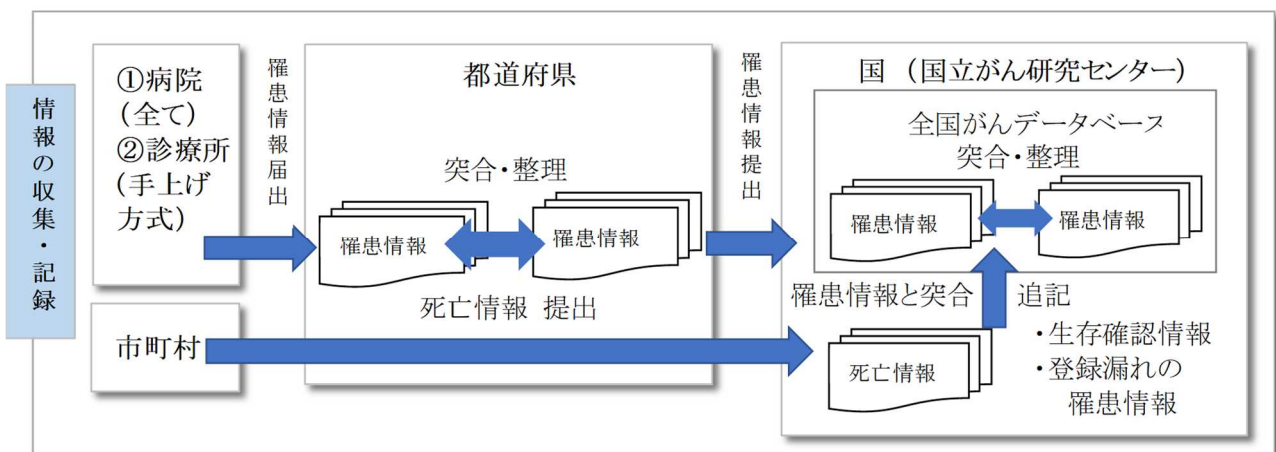 情報の収集・記録
①病院
(全て)
②診療所
(手上げ
方式)
罹患情報届出
都道府県
突合・整理
罹患情報
罹患情報
死亡情報 提出
市町村
罹患情報提出
国 (国立がん研究センター)
全国がんデータベース
突合・整理
罹患情報
罹患情報
罹患情報と突合
追記
死亡情報
・生存確認情報
・登録漏れの
罹患情報